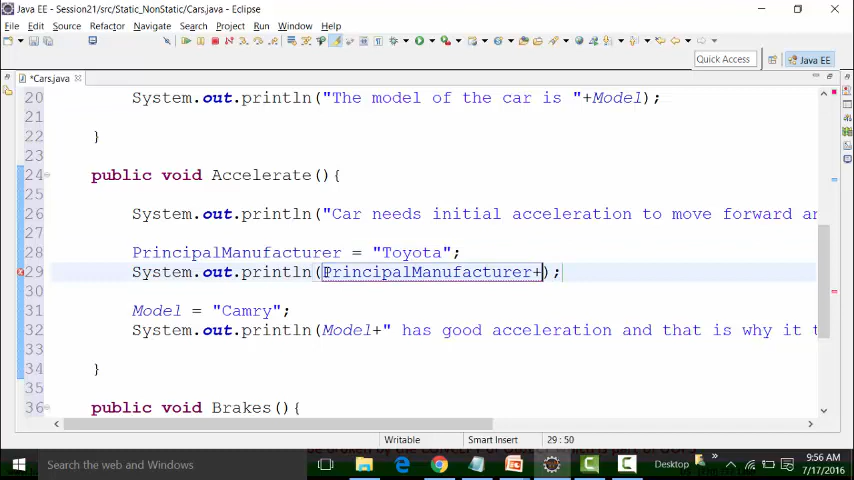 Java EE - Session21/src/Static_NonStatic/Cars.java - Eclipse
File Edit Source Refactor Navigate Search Project Run Window Help
Quick Access
Java EE
*Cars.java
20 System.out.println("The model of the car is "+Model);
21
22 }
23
24 public void Accelerate(){
25
26 System.out.println("Car needs initial acceleration to move forward an
28 PrincipalManufacturer = "Toyota";
29 System.out.println(PrincipalManufacturer+);
30
31 Model = "Camry";
32 System.out.println(Model+" has good acceleration and that is why it t
33
34 }
35
36 public void Brakes(){
Writable Smart Insert 29 : 50
Search the web and Windows
Desktop
9:56 AM
7/17/2016